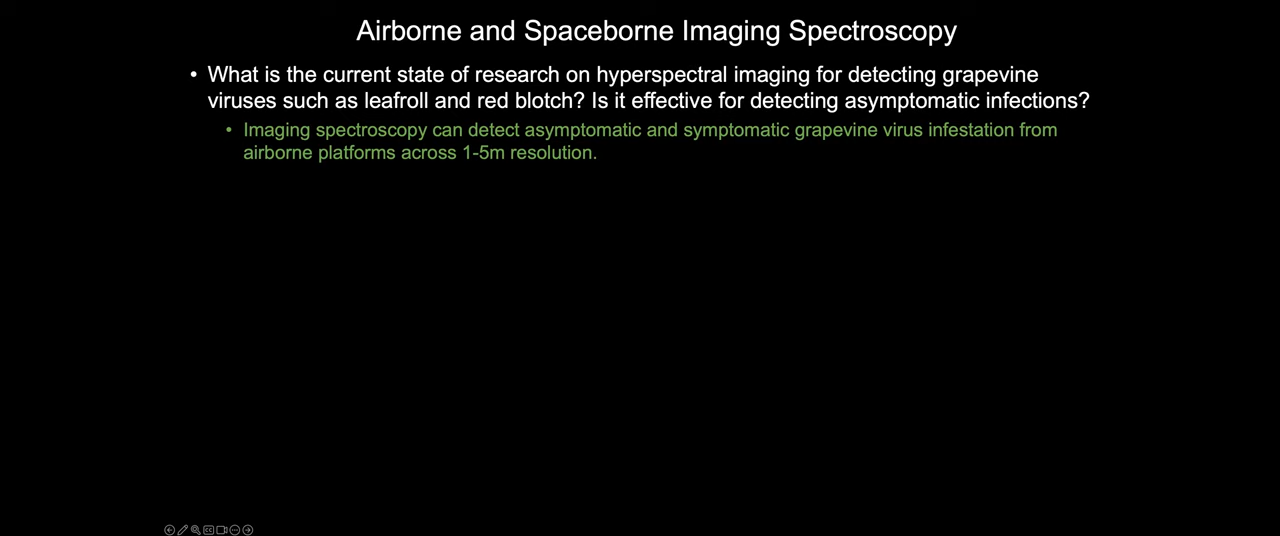 Airborne and Spaceborne Imaging Spectroscopy
• What is the current state of research on hyperspectral imaging for detecting grapevine
viruses such as leafroll and red blotch? Is it effective for detecting asymptomatic infections?
• Imaging spectroscopy can detect asymptomatic and symptomatic grapevine virus infestation from
airborne platforms across 1-5m resolution.